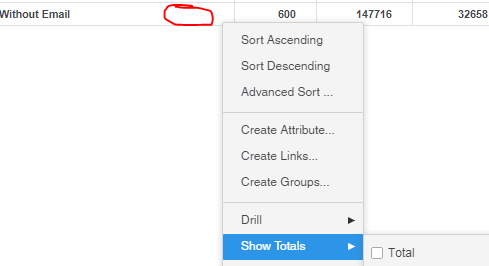 Without Email 600 147716 32658
Sort Ascending
Sort Descending
Advanced Sort ...
Create Attribute...
Create Links...
Create Groups...
Drill
Show Totals
Total